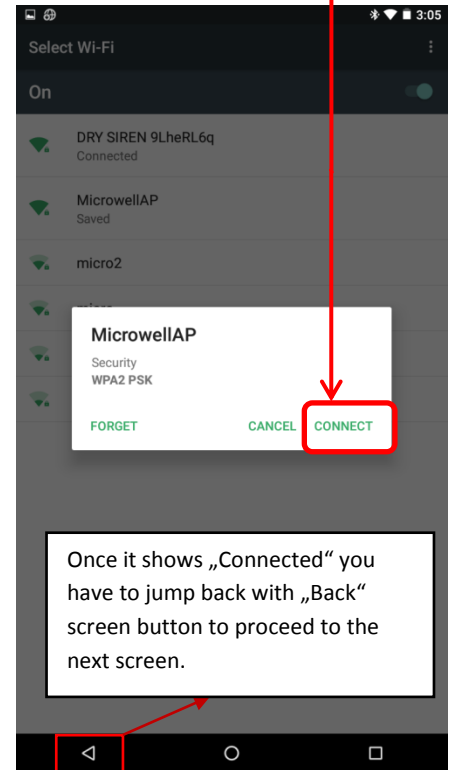 3:05
Select Wi-Fi
On
DRY SIREN 9LheRL6q
Connected
MicrowellAP
Saved
micro2
MicrowellAP
Security
WPA2 PSK
FORGET CANCEL CONNECT
Once it shows „Connected“ you
have to jump back with „Back“
screen button to proceed to the
next screen.